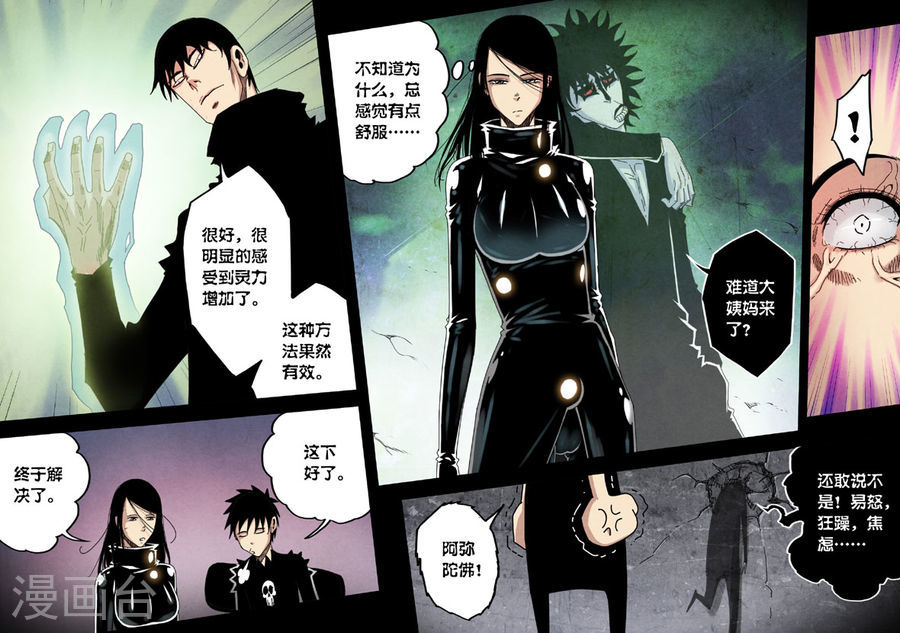 很好，很
明显的感
受到灵力
增加了。
这种方
法果然
有效。
不知道为
什么，总
感觉有点
舒服……
难道大
姨妈来
了？
！
终于解
决了。
这下
好了。
阿弥
陀佛！
还敢说不
是！易怒，
狂躁，焦
虑……
漫画台